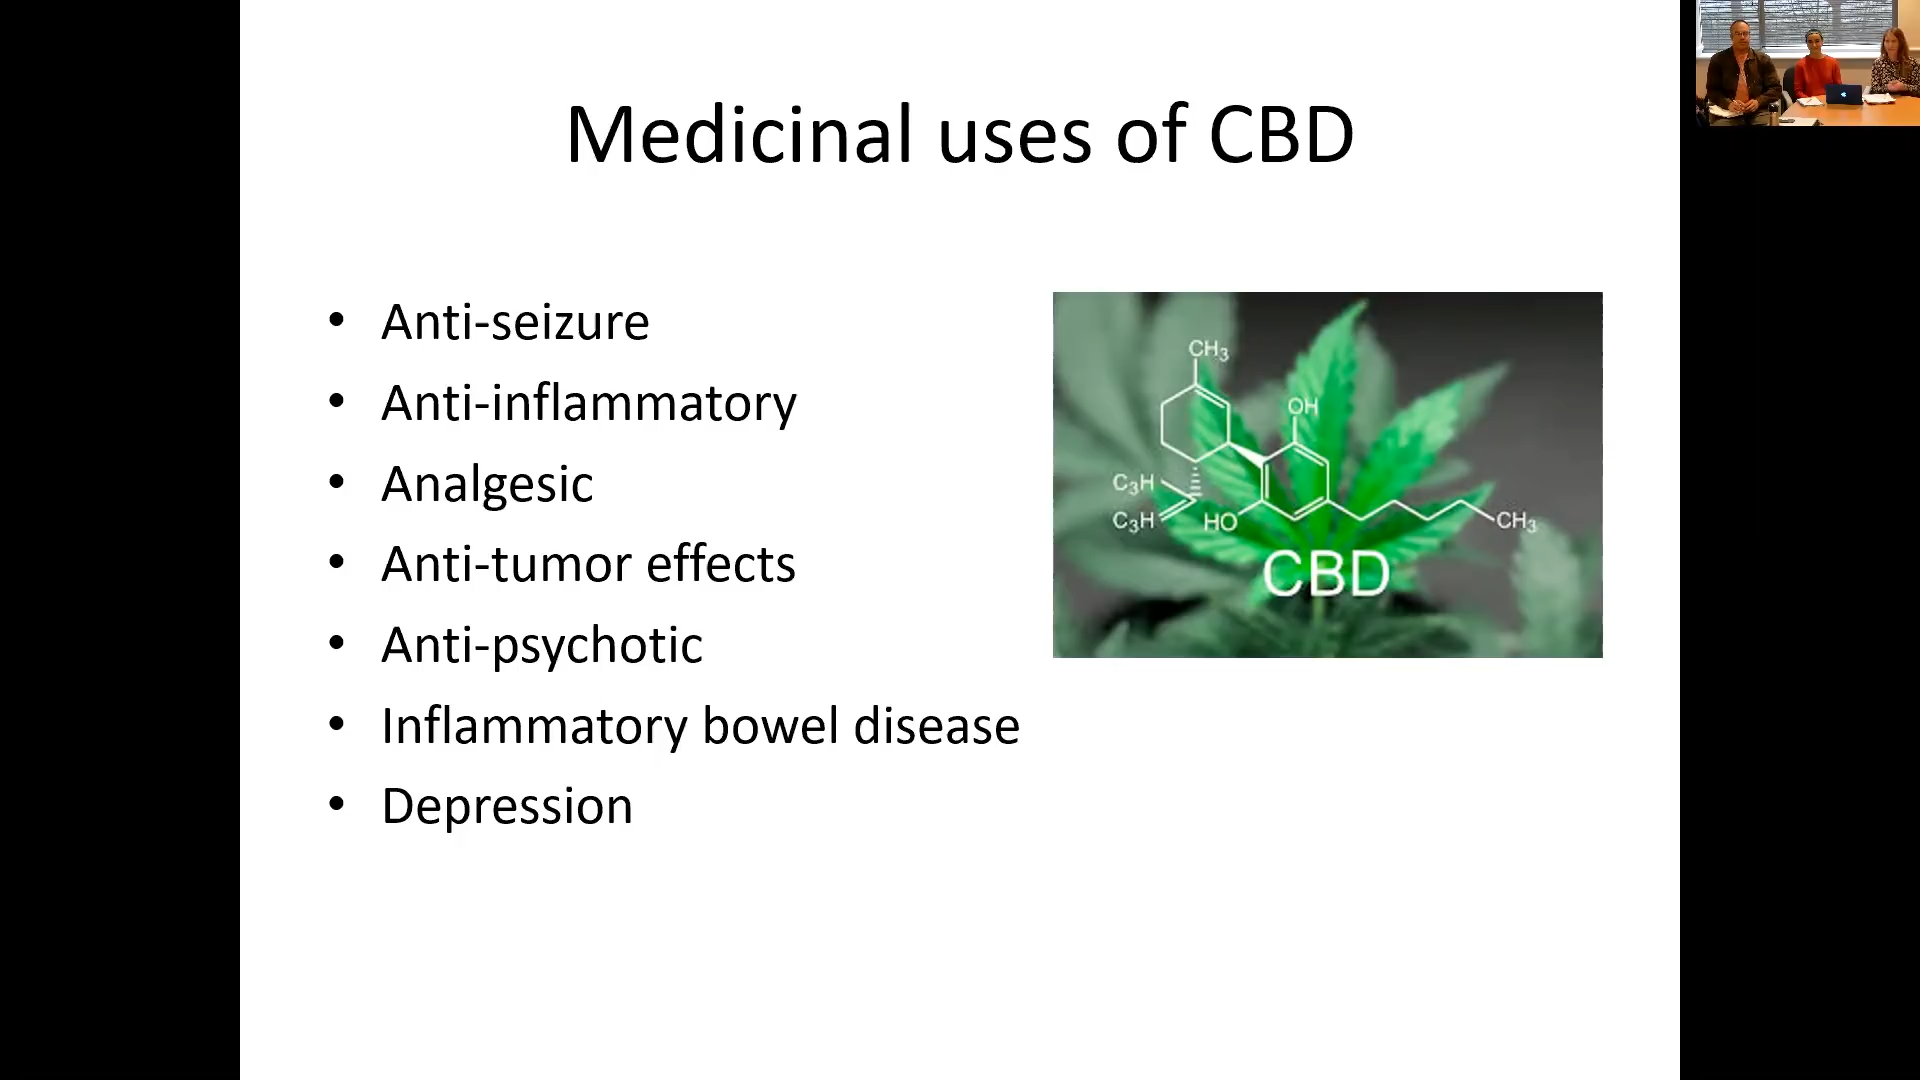 Medicinal uses of CBD
• Anti-seizure
• Anti-inflammatory
• Analgesic
• Anti-tumor effects
• Anti-psychotic
• Inflammatory bowel disease
• Depression
CH₃
OH
C₃H
C₃H
HO
CH₃
CBD